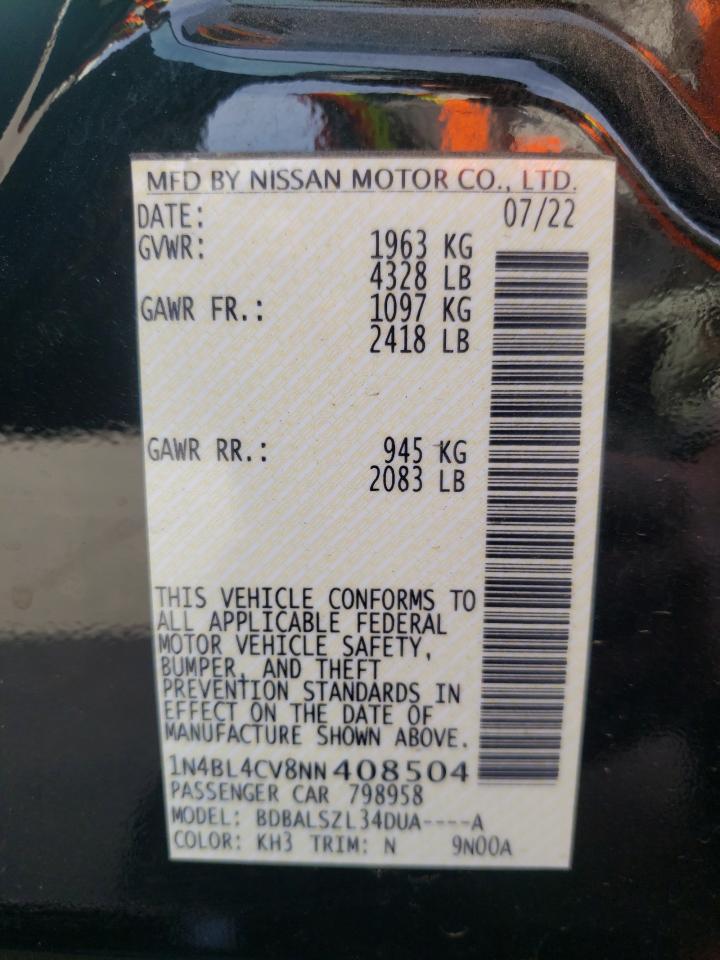 MFD BY NISSAN MOTOR CO., LTD.
DATE: 07/22
GVWR: 1963 KG
4328 LB
GAWR FR.: 1097 KG
2418 LB
GAWR RR.: 945 KG
2083 LB
THIS VEHICLE CONFORMS TO
ALL APPLICABLE FEDERAL
MOTOR VEHICLE SAFETY,
BUMPER, AND THEFT
PREVENTION STANDARDS IN
EFFECT ON THE DATE OF
MANUFACTURE SHOWN ABOVE.
1N4BL4CV8NN408504
PASSENGER CAR 798958
MODEL: BDBALSZL34DUA----A
COLOR: KH3 TRIM: N 9N00A